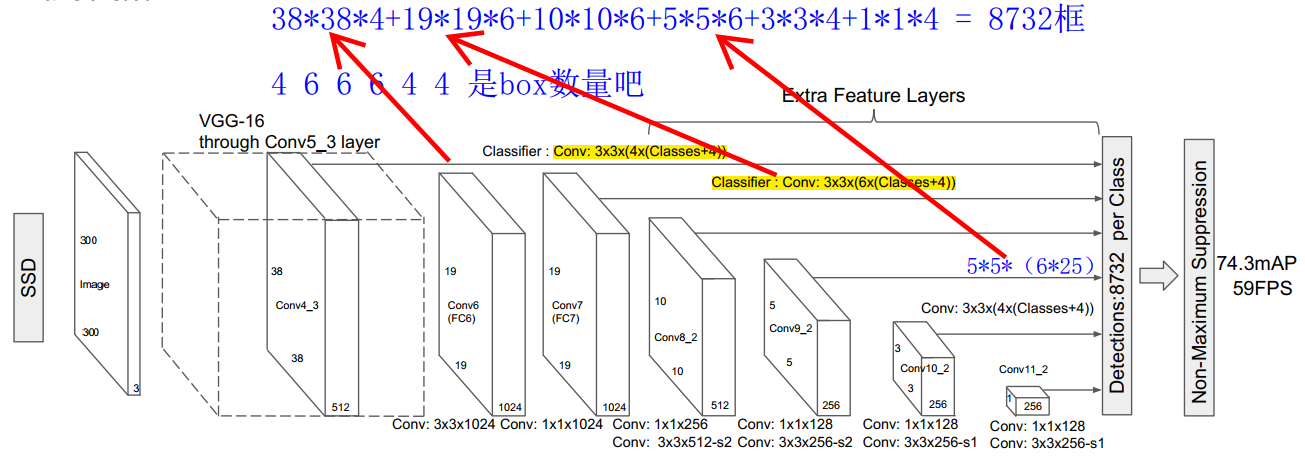 38*38*4+19*19*6+10*10*6+5*5*6+3*3*4+1*1*4 = 8732框
4 6 6 6 4 4 是box数量吧
Extra Feature Layers
VGG-16
through Conv5_3 layer
Classifier : Conv: 3x3x(4x(Classes+4))
Classifier : Conv: 3x3x(6x(Classes+4))
5*5*（6*25）
Conv: 3x3x(4x(Classes+4))
SSD
300
Image
300
3
38
Conv4_3
38
512
19
Conv6
(FC6)
19
1024
19
Conv7
(FC7)
19
1024
10
Conv8_2
10
512
5
Conv9_2
5
256
3
Conv10_2
3
256
Conv11_2
1
256
Detections:8732 per Class
Non-Maximum Suppression
74.3mAP
59FPS
Conv: 3x3x1024
Conv: 1x1x1024
Conv: 1x1x256
Conv: 3x3x512-s2
Conv: 1x1x128
Conv: 3x3x256-s2
Conv: 1x1x128
Conv: 3x3x256-s1
Conv: 1x1x128
Conv: 3x3x256-s1